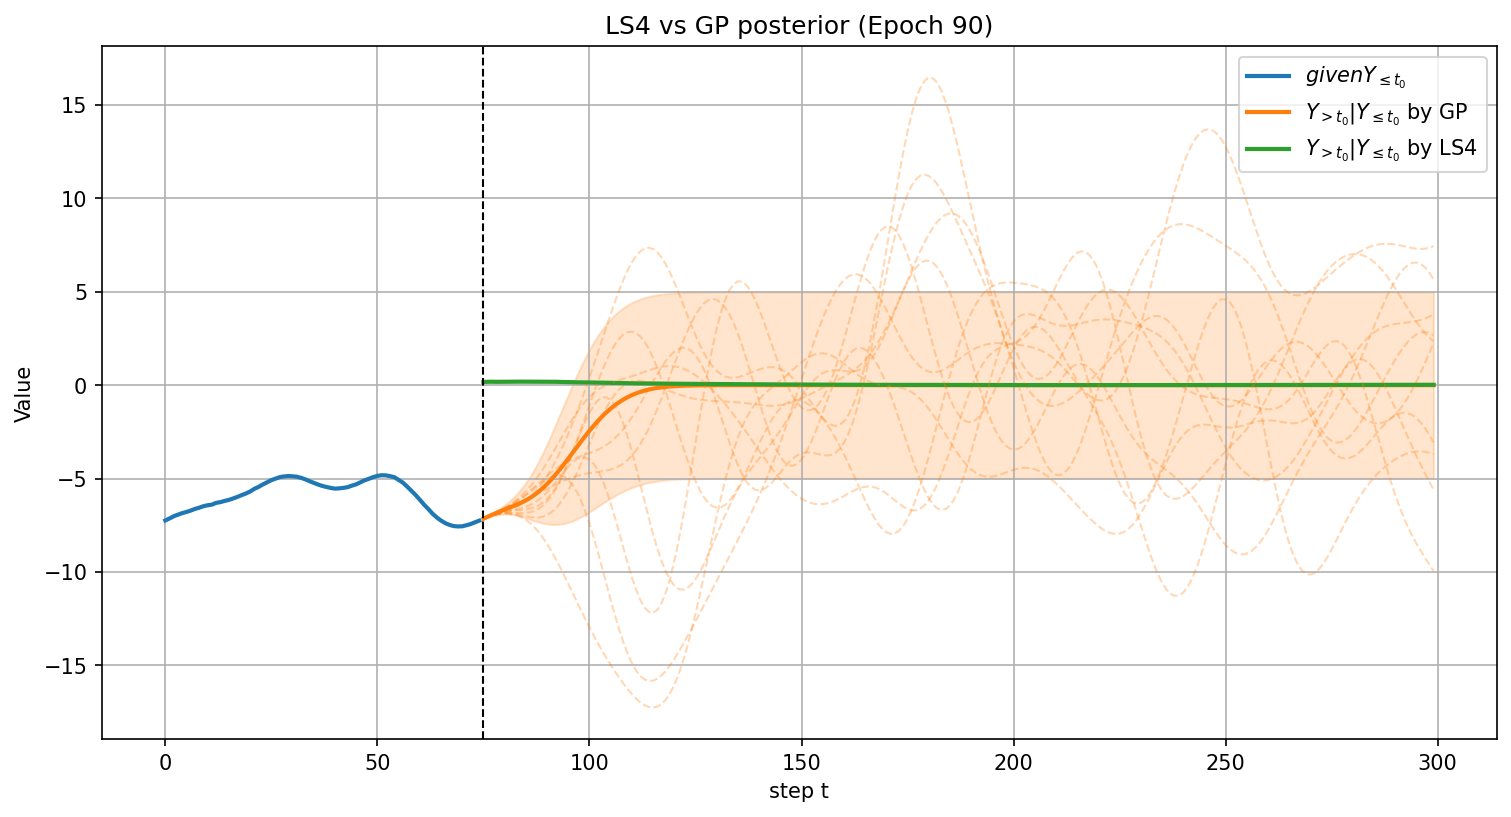 LS4 vs GP posterior (Epoch 90)
givenY≤t₀
Y>t₀|Y≤t₀ by GP
Y>t₀|Y≤t₀ by LS4
Value
15
10
5
0
−5
−10
−15
0 50 100 150 200 250 300
step t